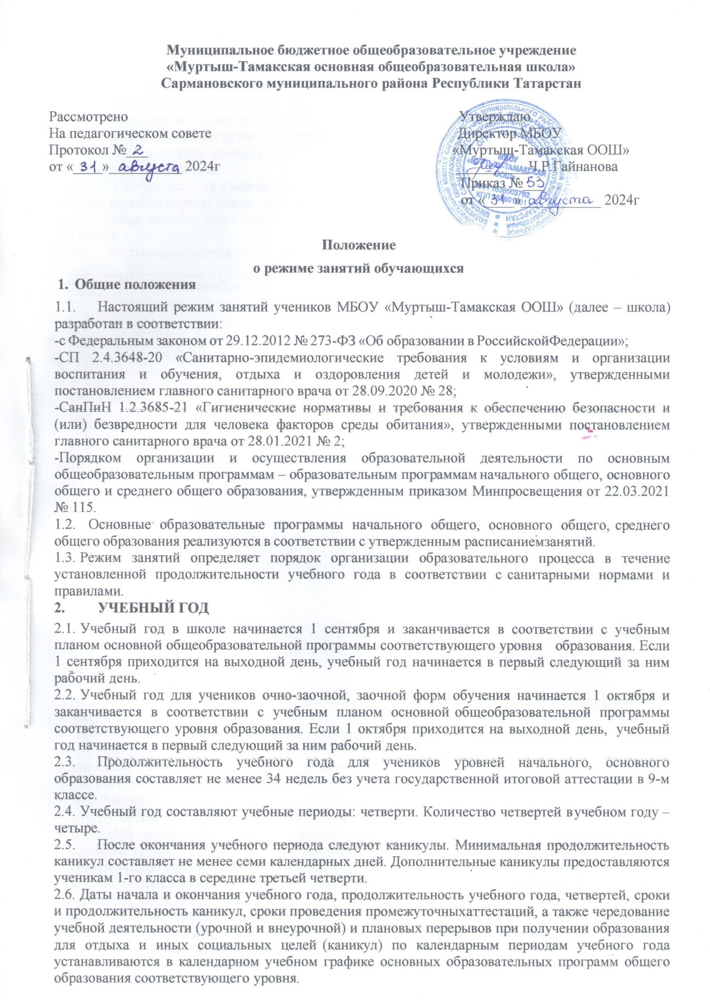 Муниципальное бюджетное общеобразовательное учреждение
«Муртыш-Тамакская основная общеобразовательная школа»
Сармановского муниципального района Республики Татарстан
Рассмотрено
На педагогическом совете
Протокол № 2
от « 31 » августа 2024г
Утверждаю
Директор МБОУ
«Муртыш-Тамакская ООШ»
Ч.Р.Гайнанова
Приказ № 53
от « 31 » августа 2024г
МБОУ
«МУРТЫШ-ТАМАКСКАЯ
ООШ»
ИНН 1636003792
Положение
о режиме занятий обучающихся
1. Общие положения
1.1. Настоящий режим занятий учеников МБОУ «Муртыш-Тамакская ООШ» (далее – школа)
разработан в соответствии:
-с Федеральным законом от 29.12.2012 № 273-ФЗ «Об образовании в РоссийскойФедерации»;
-СП 2.4.3648-20 «Санитарно-эпидемиологические требования к условиям и организации
воспитания и обучения, отдыха и оздоровления детей и молодежи», утвержденными
постановлением главного санитарного врача от 28.09.2020 № 28;
-СанПиН 1.2.3685-21 «Гигиенические нормативы и требования к обеспечению безопасности и
(или) безвредности для человека факторов среды обитания», утвержденными постановлением
главного санитарного врача от 28.01.2021 № 2;
-Порядком организации и осуществления образовательной деятельности по основным
общеобразовательным программам – образовательным программам начального общего, основного
общего и среднего общего образования, утвержденным приказом Минпросвещения от 22.03.2021
№ 115.
1.2. Основные образовательные программы начального общего, основного общего, среднего
общего образования реализуются в соответствии с утвержденным расписаниемзанятий.
1.3. Режим занятий определяет порядок организации образовательного процесса в течение
установленной продолжительности учебного года в соответствии с санитарными нормами и
правилами.
2. УЧЕБНЫЙ ГОД
2.1. Учебный год в школе начинается 1 сентября и заканчивается в соответствии с учебным
планом основной общеобразовательной программы соответствующего уровня образования. Если
1 сентября приходится на выходной день, учебный год начинается в первый следующий за ним
рабочий день.
2.2. Учебный год для учеников очно-заочной, заочной форм обучения начинается 1 октября и
заканчивается в соответствии с учебным планом основной общеобразовательной программы
соответствующего уровня образования. Если 1 октября приходится на выходной день, учебный
год начинается в первый следующий за ним рабочий день.
2.3. Продолжительность учебного года для учеников уровней начального, основного
образования составляет не менее 34 недель без учета государственной итоговой аттестации в 9-м
классе.
2.4. Учебный год составляют учебные периоды: четверти. Количество четвертей вучебном году –
четыре.
2.5. После окончания учебного периода следуют каникулы. Минимальная продолжительность
каникул составляет не менее семи календарных дней. Дополнительные каникулы предоставляются
ученикам 1-го класса в середине третьей четверти.
2.6. Даты начала и окончания учебного года, продолжительность учебного года, четвертей, сроки
и продолжительность каникул, сроки проведения промежуточныхаттестаций, а также чередование
учебной деятельности (урочной и внеурочной) и плановых перерывов при получении образования
для отдыха и иных социальных целей (каникул) по календарным периодам учебного года
устанавливаются в календарном учебном графике основных образовательных программ общего
образования соответствующего уровня.